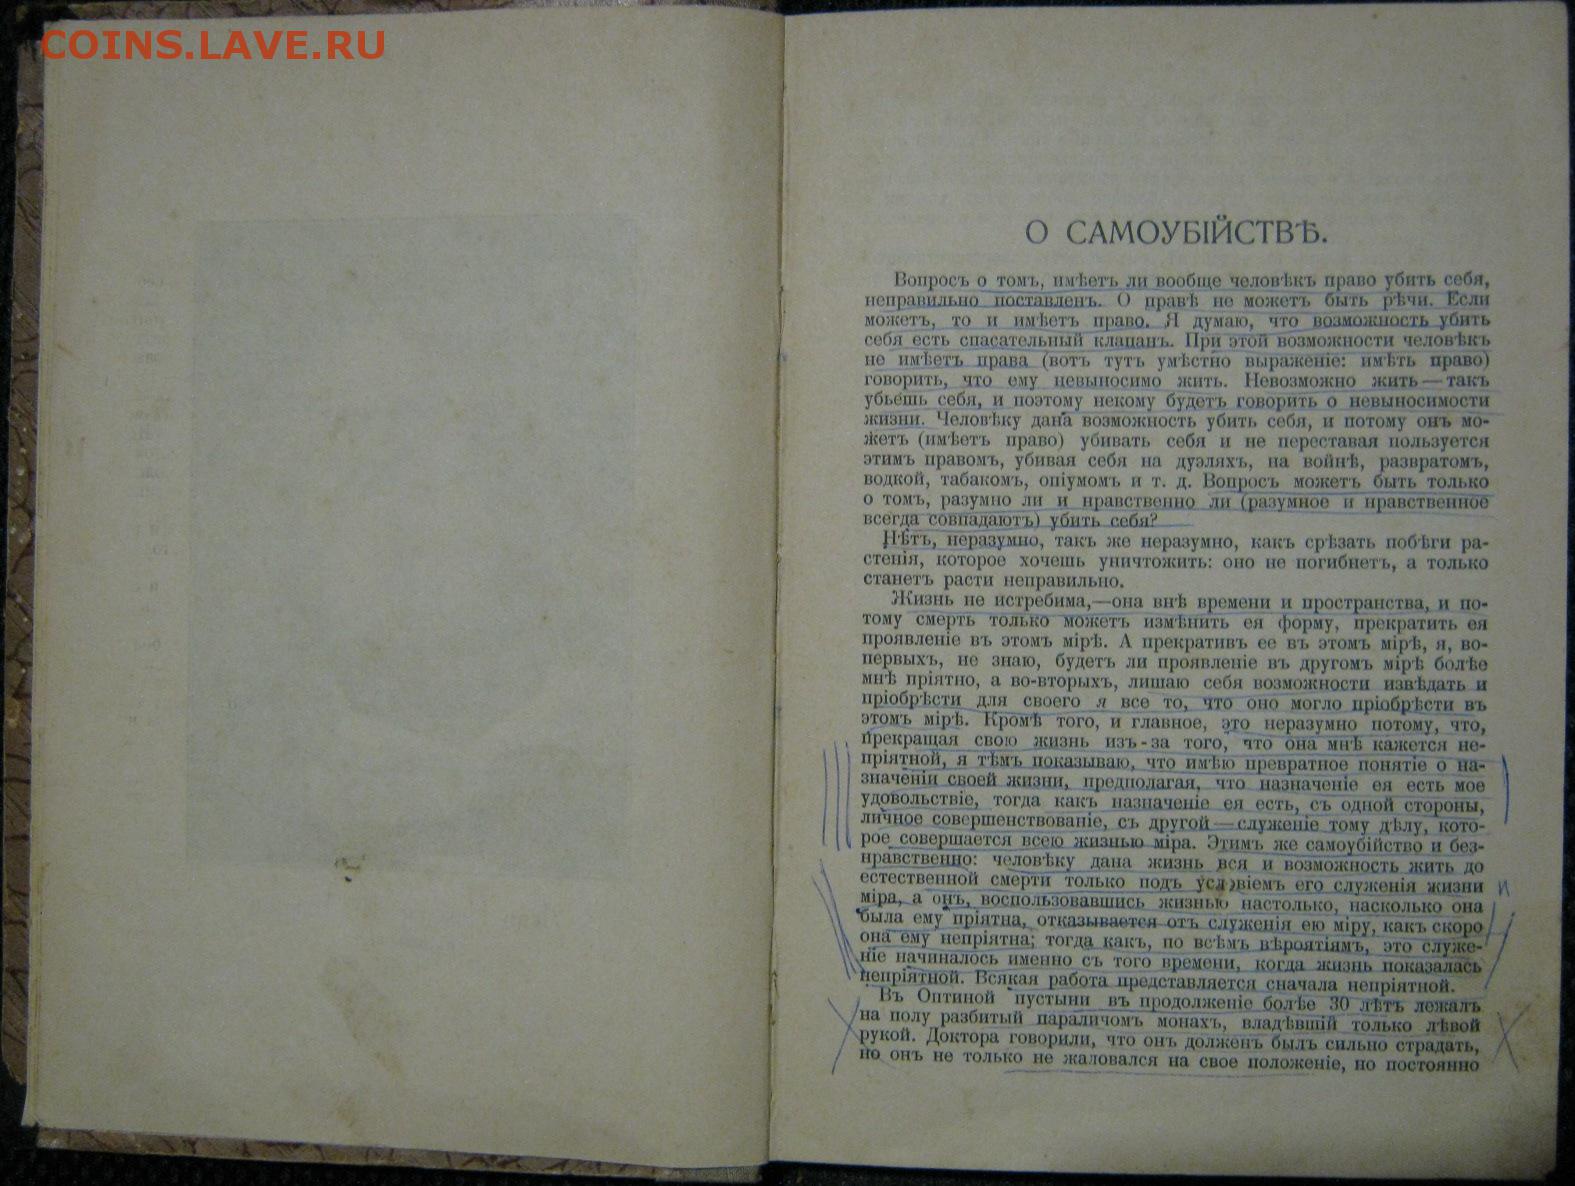 COINS.LAVE.RU
О САМОУБІЙСТВѢ.
Вопросъ о томъ, имѣетъ ли вообще человѣкъ право убить себя,
неправильно поставленъ. О правѣ не можетъ быть рѣчи. Если
можетъ, то и имѣетъ право. Я думаю, что возможность убить
себя есть спасательный клапанъ. При этой возможности человѣкъ
не имѣетъ права (вотъ тутъ умѣстно выраженіе: имѣть право)
говорить, что ему невыносимо жить. Невозможно жить—такъ
убьешь себя, и поэтому некому будетъ говорить о невыносимости
жизни. Человѣку дана возможность убить себя, и потому онъ мо-
жетъ (имѣетъ право) убивать себя и не переставая пользуется
этимъ правомъ, убивая себя на дуэляхъ, на войнѣ, развратомъ,
водкой, табакомъ, опіумомъ и т. д. Вопросъ можетъ быть только
о томъ, разумно ли и нравственно ли (разумное и нравственное
всегда совпадаютъ) убить себя?
Нѣтъ, неразумно, такъ же неразумно, какъ срѣзать побѣги ра-
стенія, которое хочешь уничтожить: оно не погибнетъ, а только
станетъ расти неправильно.
Жизнь не истребима,—она внѣ времени и пространства, и по-
тому смерть только можетъ измѣнить ея форму, прекратить ея
проявленіе въ этомъ мірѣ. А прекративъ ее въ этомъ мірѣ, я, во-
первыхъ, не знаю, будетъ ли проявленіе въ другомъ мірѣ болѣе
мнѣ пріятно, а во-вторыхъ, лишаю себя возможности извѣдать и
пріобрѣсти для своего я все то, что оно могло пріобрѣсти въ
этомъ мірѣ. Кромѣ того, и главное, это неразумно потому, что,
прекращая свою жизнь изъ-за того, что она мнѣ кажется не-
пріятной, я тѣмъ показываю, что имѣю превратное понятіе о на-
значеніи своей жизни, предполагая, что назначеніе ея есть мое
удовольствіе, тогда какъ назначеніе ея есть, съ одной стороны,
личное совершенствованіе, съ другой—служеніе тому дѣлу, кото-
рое совершается всею жизнью міра. Этимъ же самоубійство и без-
нравственно: человѣку дана жизнь вся и возможность жить до
естественной смерти только подъ условіемъ его служенія жизни
міра, а онъ, воспользовавшись жизнью настолько, насколько она
была ему пріятна, отказывается отъ служенія ею міру, какъ скоро
она ему непріятна; тогда какъ, по всѣмъ вѣроятіямъ, это служе-
ніе начиналось именно съ того времени, когда жизнь показалась
непріятной. Всякая работа представляется сначала непріятной.
Въ Оптиной пустыни въ продолженіе болѣе 30 лѣтъ лежалъ
на полу разбитый параличомъ монахъ, владѣвшій только лѣвой
рукой. Доктора говорили, что онъ долженъ былъ сильно страдать,
но онъ не только не жаловался на свое положеніе, но постоянно